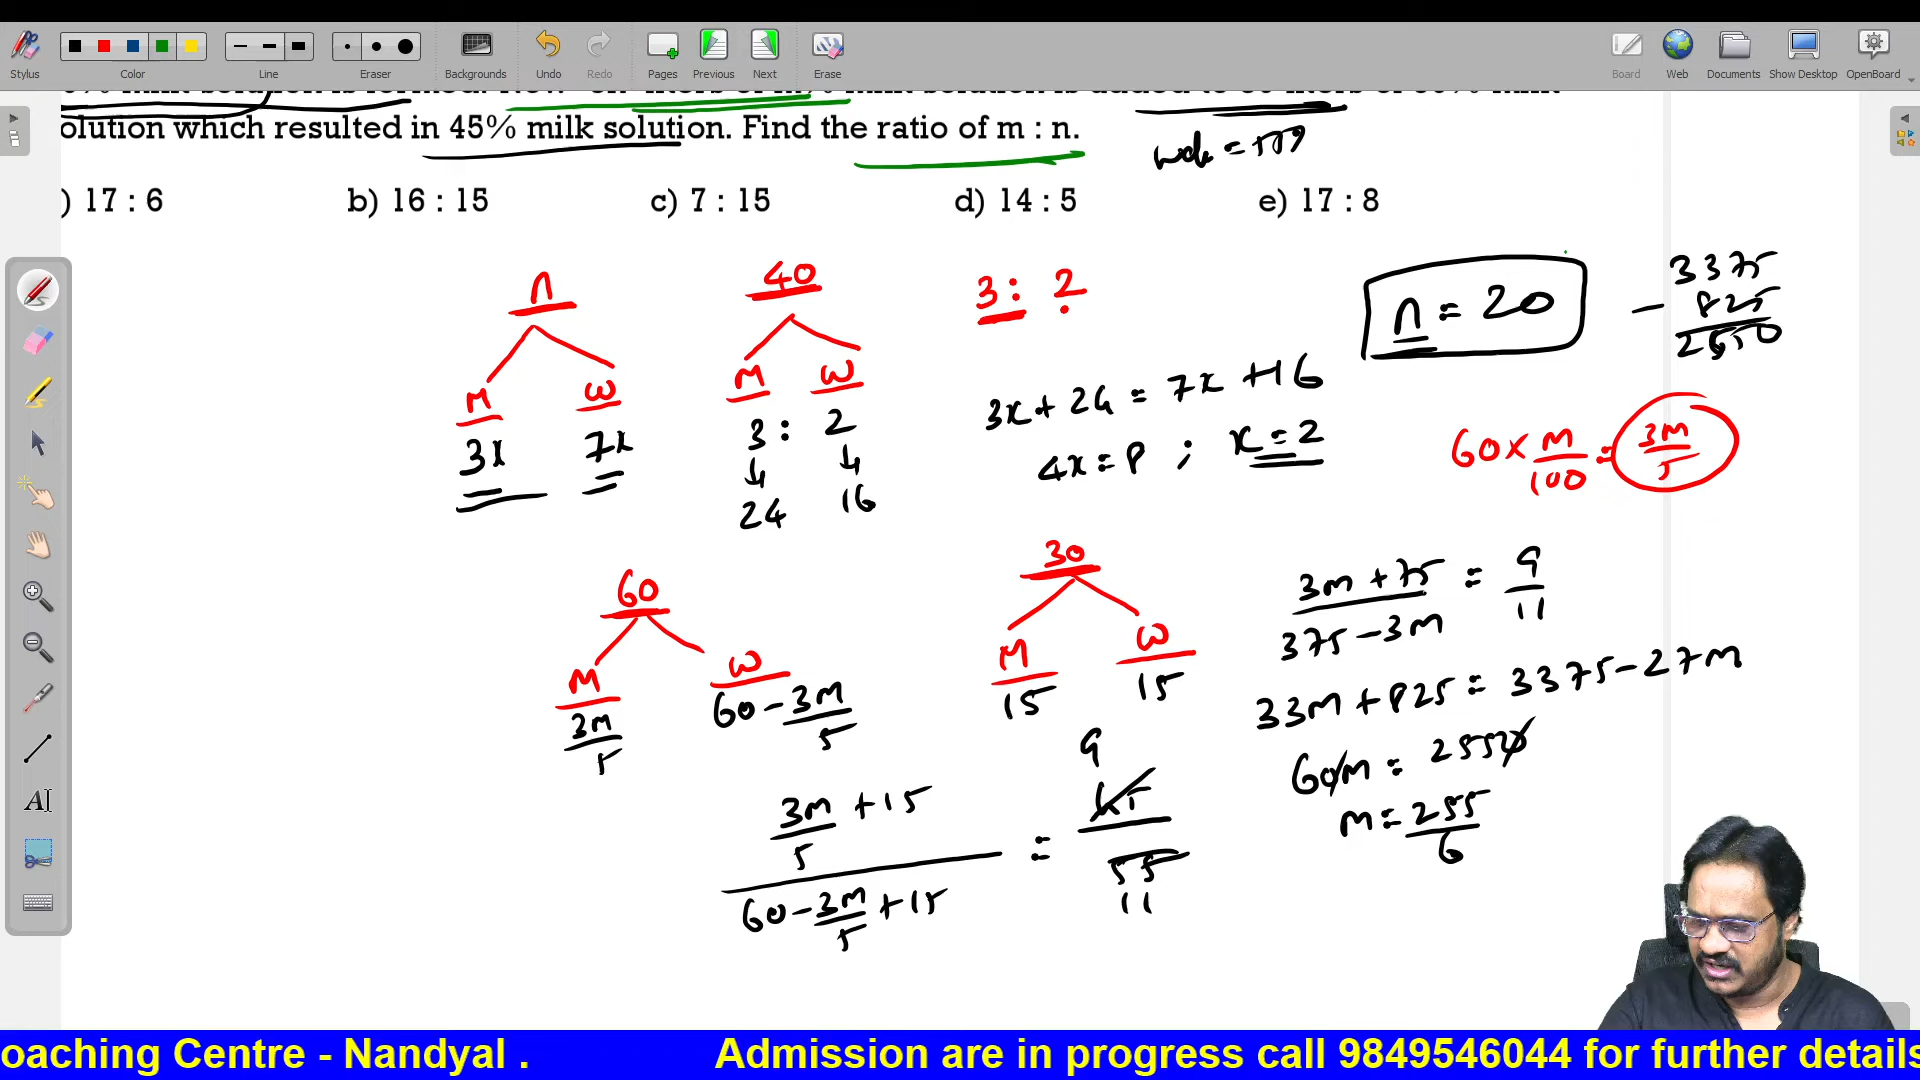 Stylus Color Line Eraser Backgrounds Undo Redo Pages Previous Next Erase Board Web Documents Show Desktop OpenBoard
olution which resulted in 45% milk solution. Find the ratio of m : n.
) 17 : 6 b) 16 : 15 c) 7 : 15 d) 14 : 5 e) 17 : 8
n
M W
3x 7x
40
M W
3 : 2
24 16
3 : 2
3x + 24 = 7x + 16
4x = 8 ; x = 2
n = 20
3375
- 825
2550
60 × M/100 = 3M/5
60
M W
3M/5 60 - 3M/5
30
M W
15 15
3M/5 + 15
60 - 3M/5 + 15
=
45 9
55
11
3m + 75 / 375 - 3m = 9/11
33m + 825 = 3375 - 27m
60m = 2550
m = 255/6
oaching Centre - Nandyal . Admission are in progress call 9849546044 for further details